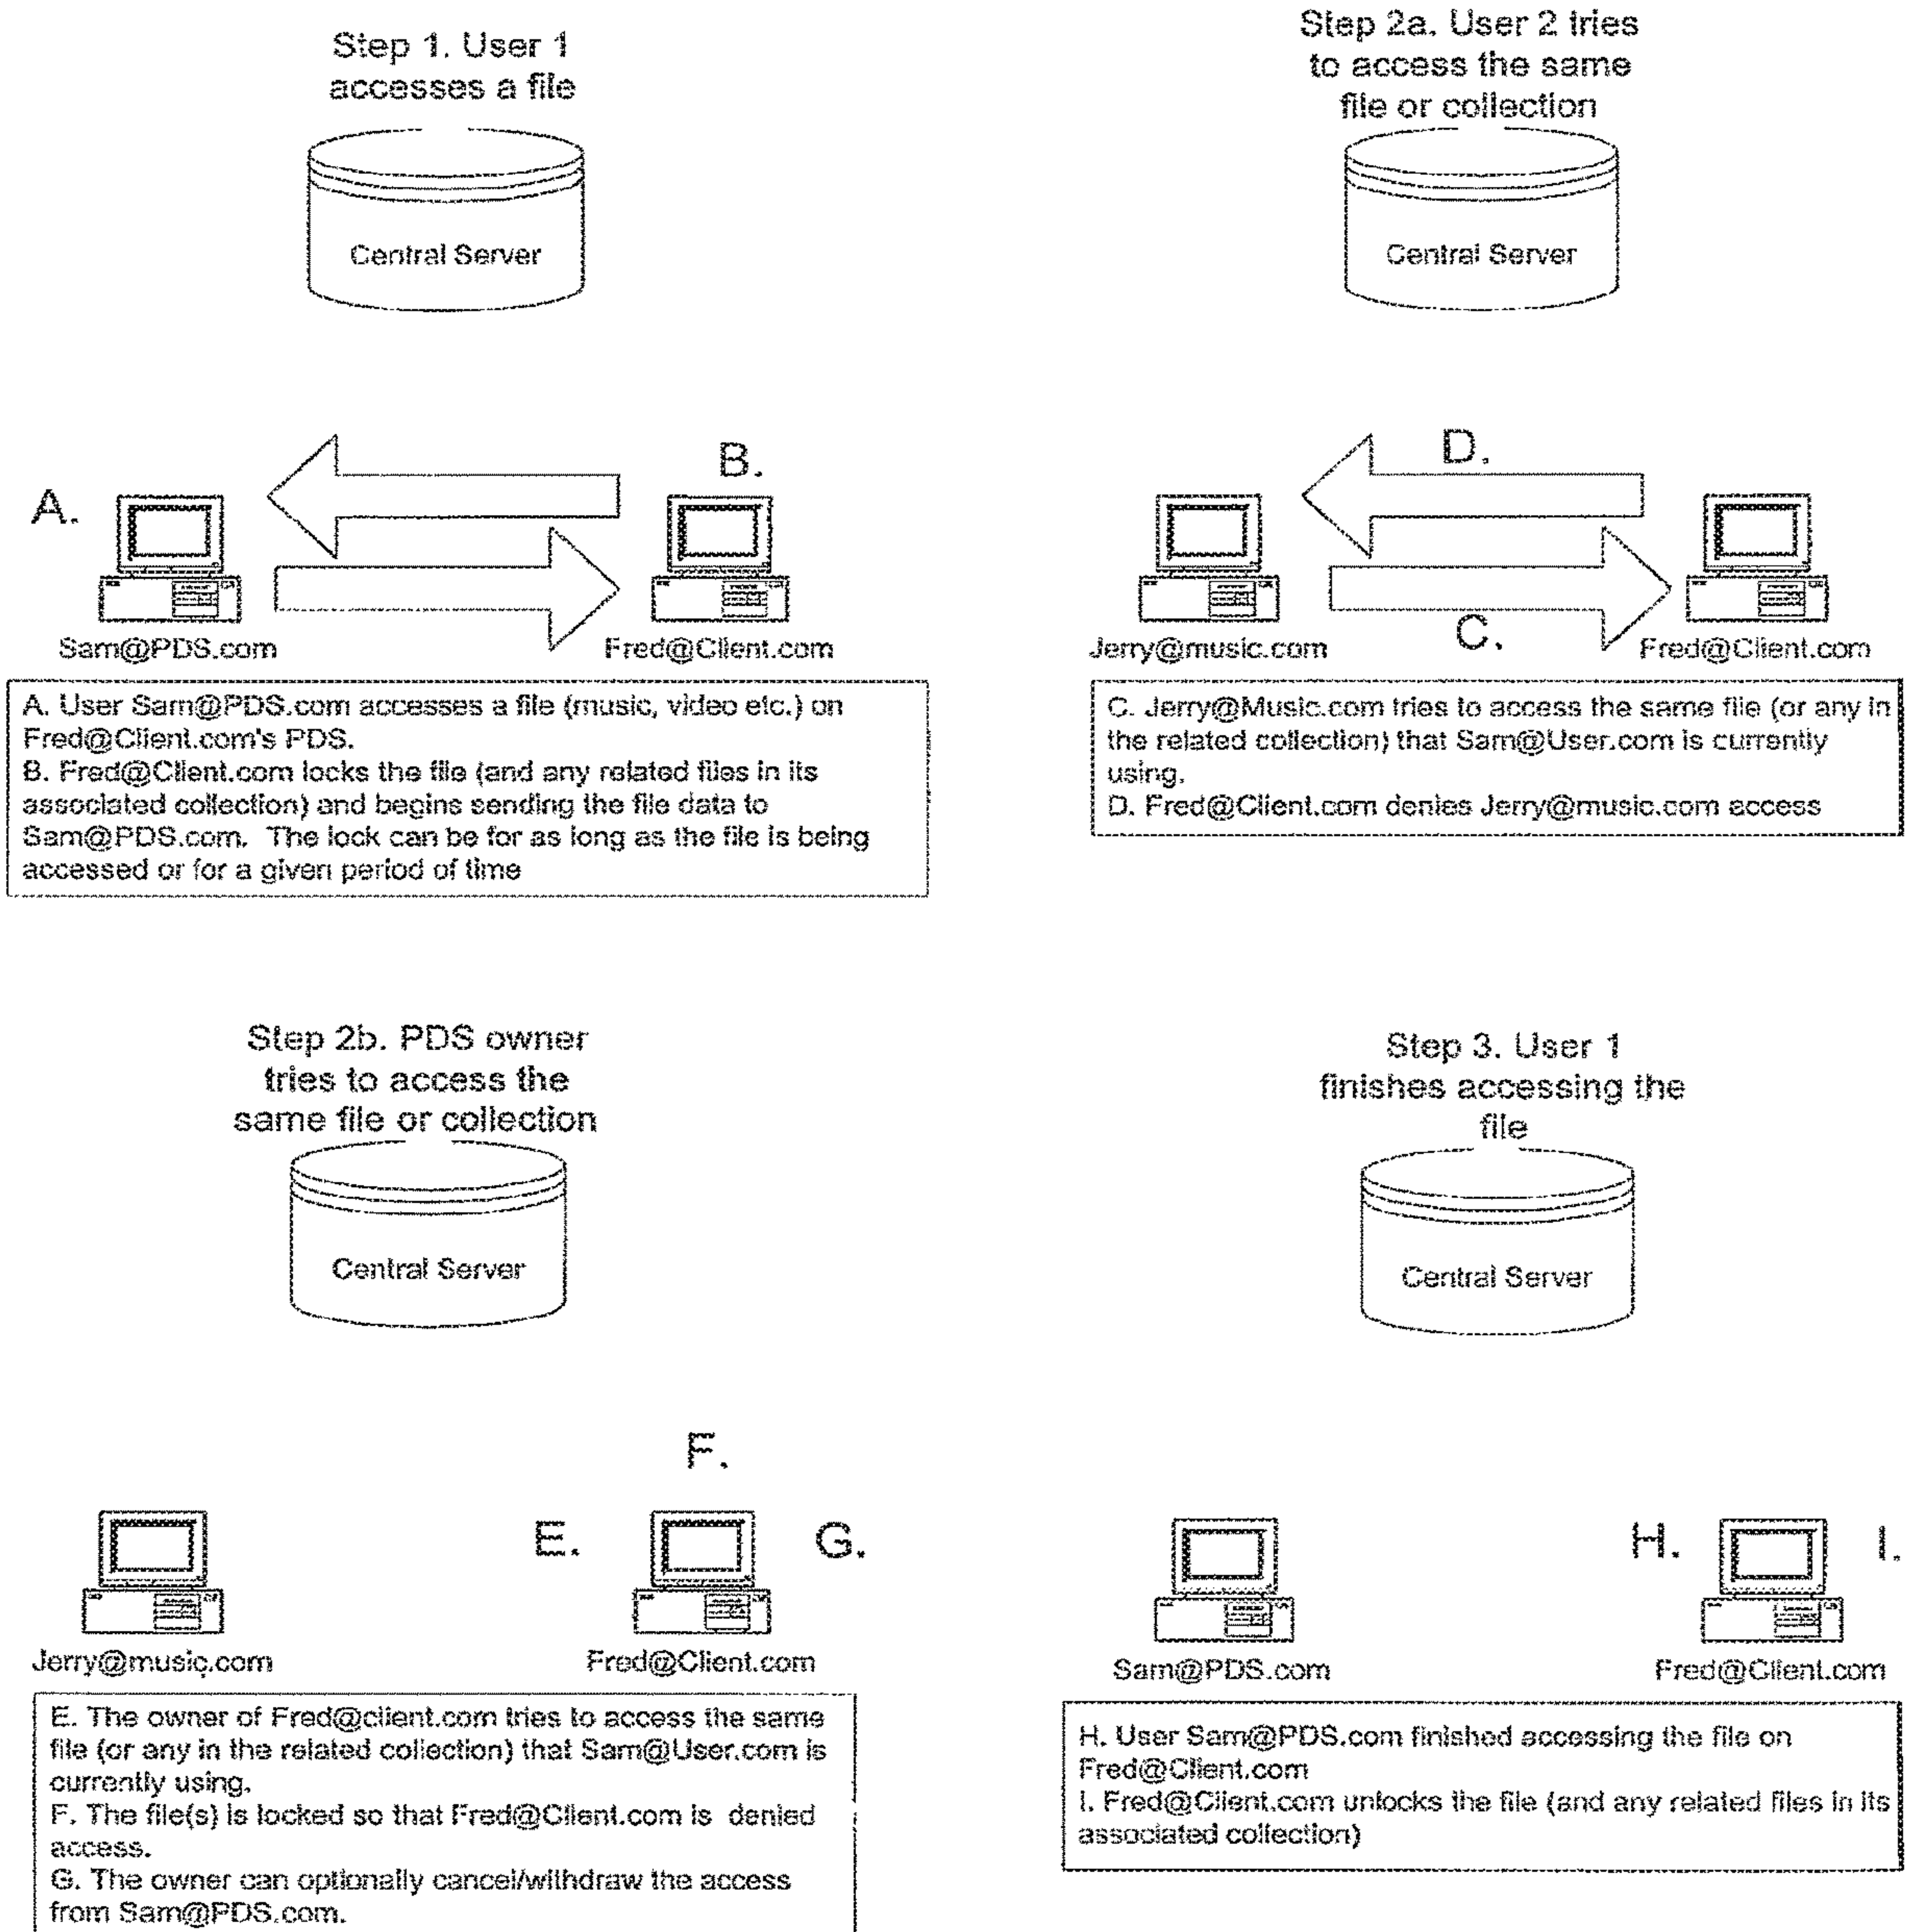 Step 1. User 1
accesses a file
Central Server
A.
B.
Sam@PDS.com
Fred@Client.com
A. User Sam@PDS.com accesses a file (music, video etc.) on
Fred@Client.com's PDS.
B. Fred@Client.com locks the file (and any related files in its
associated collection) and begins sending the file data to
Sam@PDS.com. The lock can be for as long as the file is being
accessed or for a given period of time
Step 2a. User 2 tries
to access the same
file or collection
Central Server
D.
C.
Jerry@music.com
Fred@Client.com
C. Jerry@Music.com tries to access the same file (or any in
the related collection) that Sam@User.com is currently
using.
D. Fred@Client.com denies Jerry@music.com access
Step 2b. PDS owner
tries to access the
same file or collection
Central Server
F.
E.
G.
Jerry@music.com
Fred@Client.com
E. The owner of Fred@client.com tries to access the same
file (or any in the related collection) that Sam@User.com is
currently using.
F. The file(s) is locked so that Fred@Client.com is denied
access.
G. The owner can optionally cancel/withdraw the access
from Sam@PDS.com.
Step 3. User 1
finishes accessing the
file
Central Server
H.
I.
Sam@PDS.com
Fred@Client.com
H. User Sam@PDS.com finished accessing the file on
Fred@Client.com
I. Fred@Client.com unlocks the file (and any related files in its
associated collection)